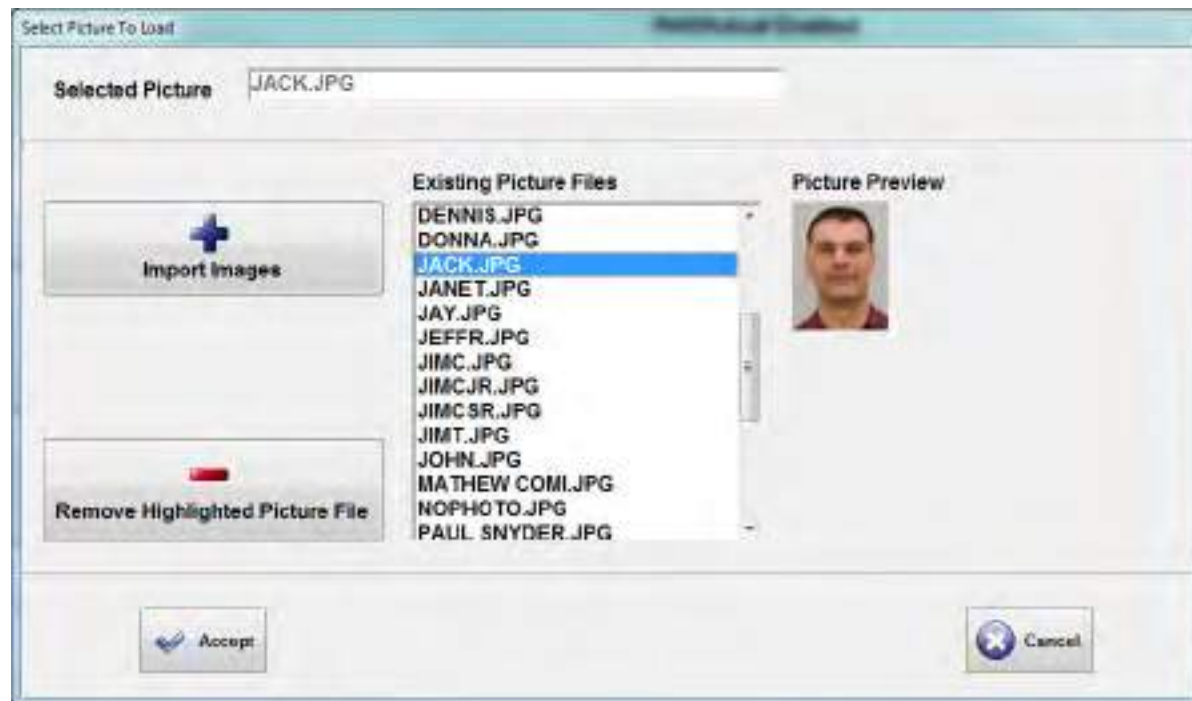 Select Picture To Load
Selected Picture JACK.JPG
Existing Picture Files
Picture Preview
Import Images
DENNIS.JPG
DONNA.JPG
JACK.JPG
JANET.JPG
JAY.JPG
JEFFR.JPG
JIMC.JPG
JIMCJR.JPG
JIMCSR.JPG
JIMT.JPG
JOHN.JPG
MATHEW COMI.JPG
NOPHOTO.JPG
PAUL SNYDER.JPG
Remove Highlighted Picture File
Accept
Cancel